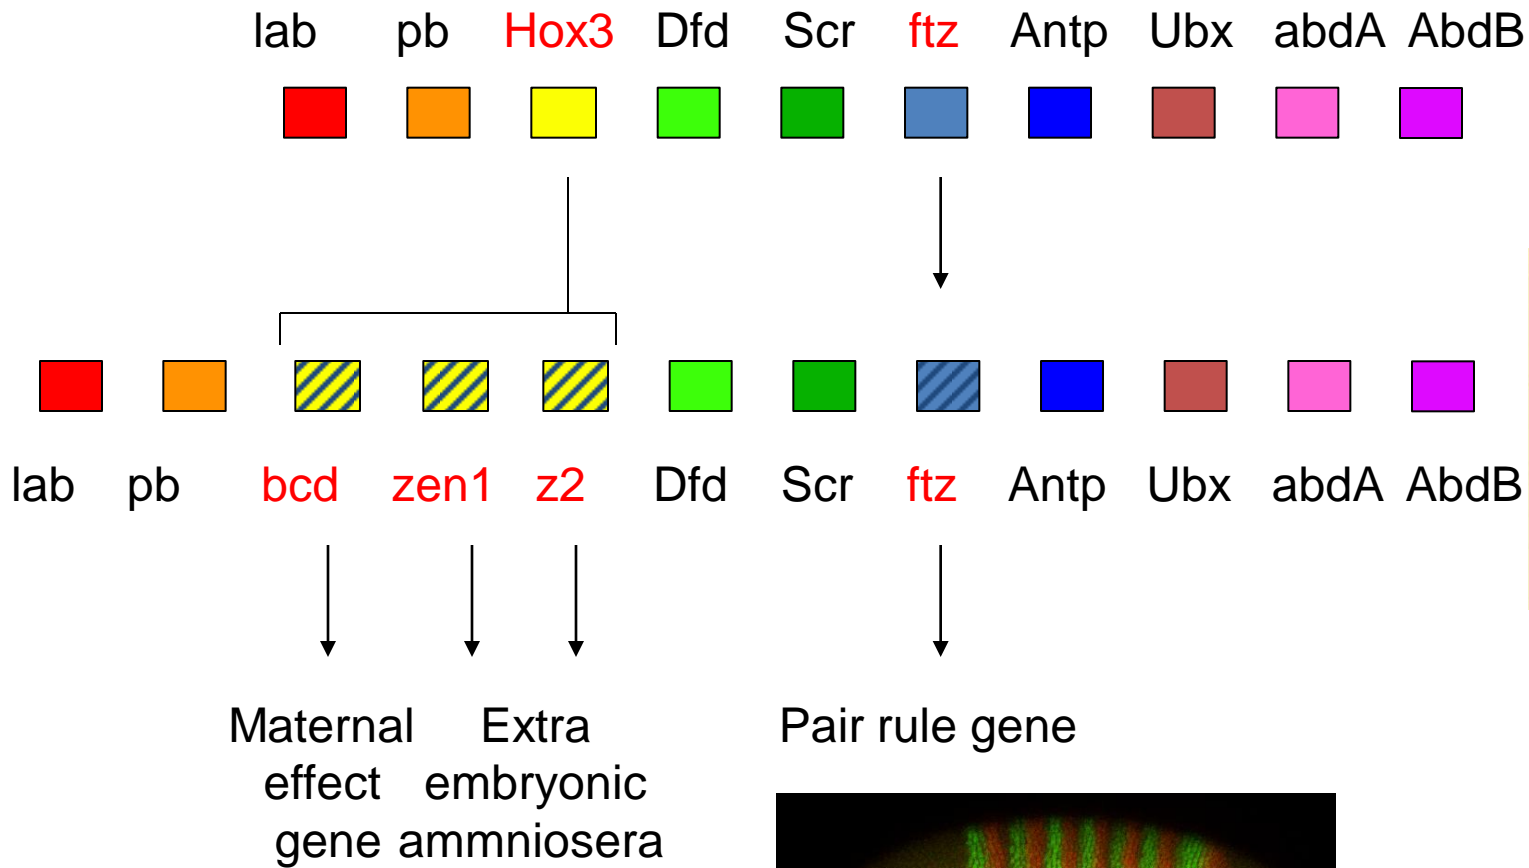 lab pb Hox3 Dfd Scr ftz Antp Ubx abdA AbdB
lab pb bcd zen1 z2 Dfd Scr ftz Antp Ubx abdA AbdB
Maternal
effect
gene
Extra
embryonic
ammniosera
Pair rule gene